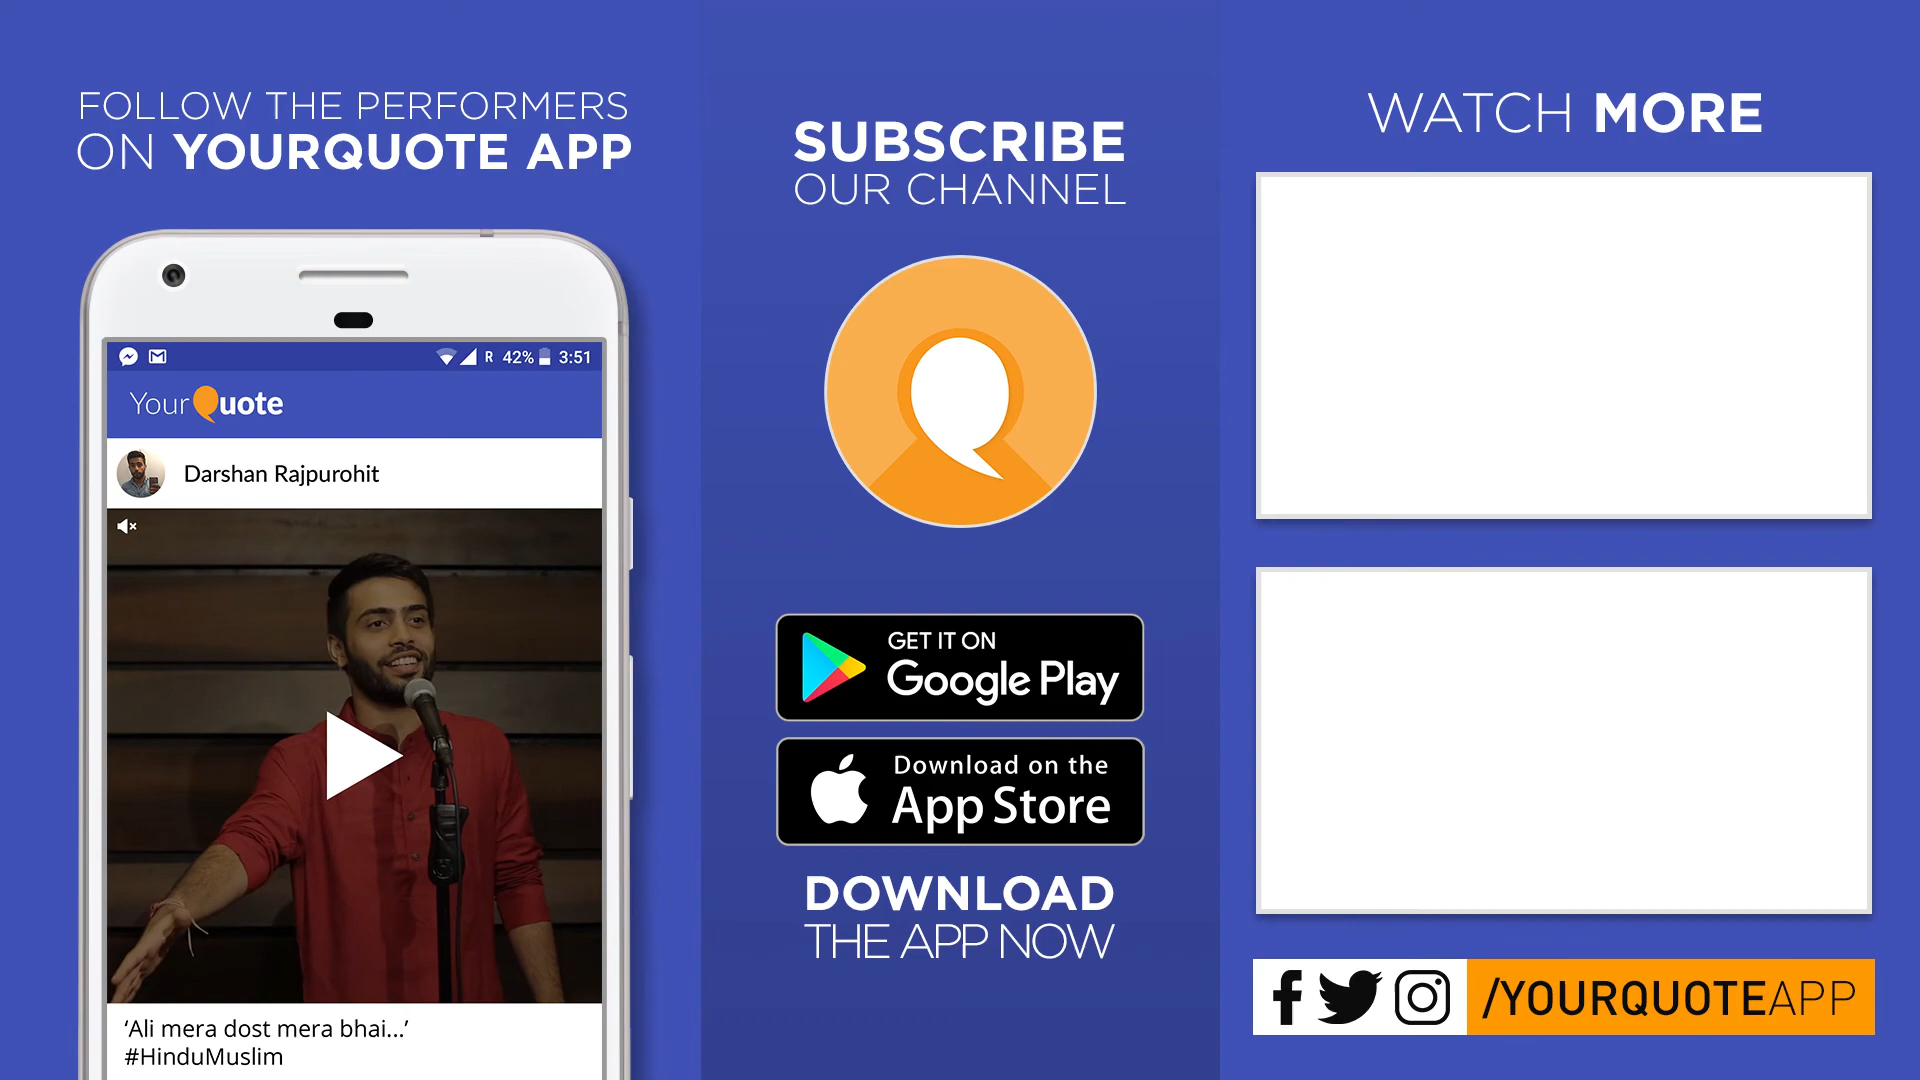 FOLLOW THE PERFORMERS
ON YOURQUOTE APP
R 42% 3:51
YourQuote
Darshan Rajpurohit
‘Ali mera dost mera bhai...’
#HinduMuslim
SUBSCRIBE
OUR CHANNEL
GET IT ON
Google Play
Download on the
App Store
DOWNLOAD
THE APP NOW
WATCH MORE
/YOURQUOTEAPP